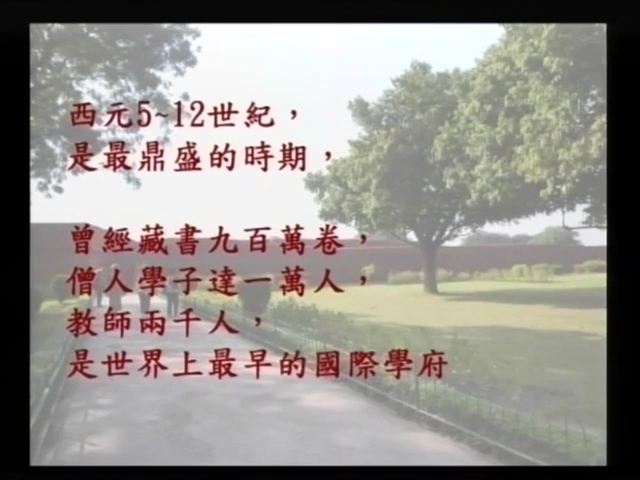 西元5~12世紀，
是最鼎盛的時期，
曾經藏書九百萬卷，
僧人學子達一萬人，
教師兩千人，
是世界上最早的國際學府